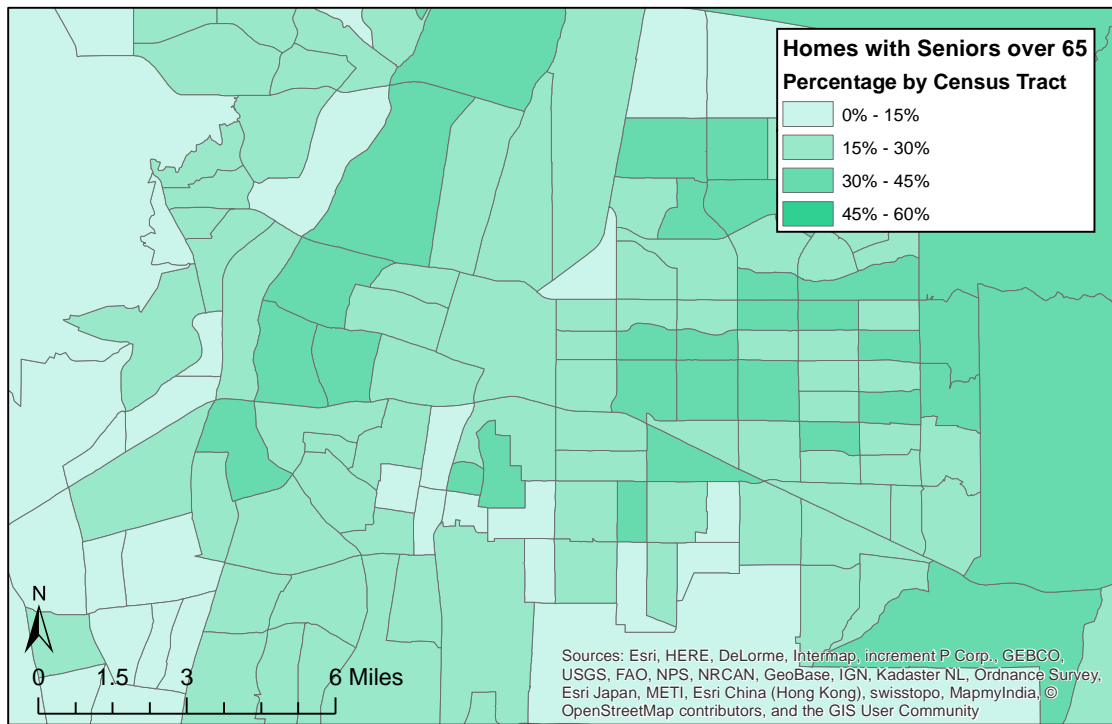 Homes with Seniors over 65
Percentage by Census Tract
0% - 15%
15% - 30%
30% - 45%
45% - 60%
N
0 1.5 3 6 Miles
Sources: Esri, HERE, DeLorme, Intermap, increment P Corp., GEBCO,
USGS, FAO, NPS, NRCAN, GeoBase, IGN, Kadaster NL, Ordnance Survey,
Esri Japan, METI, Esri China (Hong Kong), swisstopo, MapmyIndia, ©
OpenStreetMap contributors, and the GIS User Community